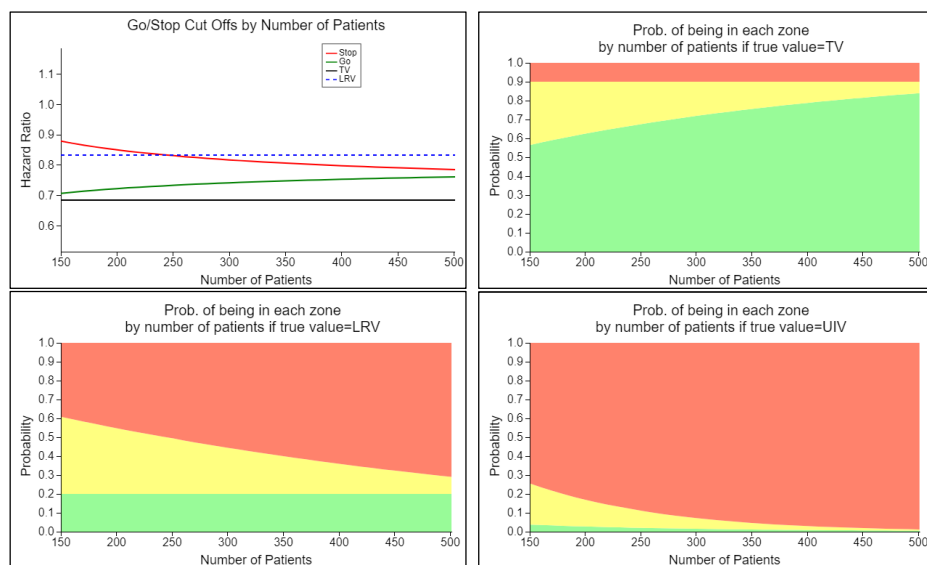 Go/Stop Cut Offs by Number of Patients
Stop
Go
TV
LRV
Hazard Ratio
1.1
1.0
0.9
0.8
0.7
0.6
150 200 250 300 350 400 450 500
Number of Patients
Prob. of being in each zone
by number of patients if true value=TV
Probability
1.0
0.9
0.8
0.7
0.6
0.5
0.4
0.3
0.2
0.1
0.0
150 200 250 300 350 400 450 500
Number of Patients
Prob. of being in each zone
by number of patients if true value=LRV
Probability
1.0
0.9
0.8
0.7
0.6
0.5
0.4
0.3
0.2
0.1
0.0
150 200 250 300 350 400 450 500
Number of Patients
Prob. of being in each zone
by number of patients if true value=UIV
Probability
1.0
0.9
0.8
0.7
0.6
0.5
0.4
0.3
0.2
0.1
0.0
150 200 250 300 350 400 450 500
Number of Patients